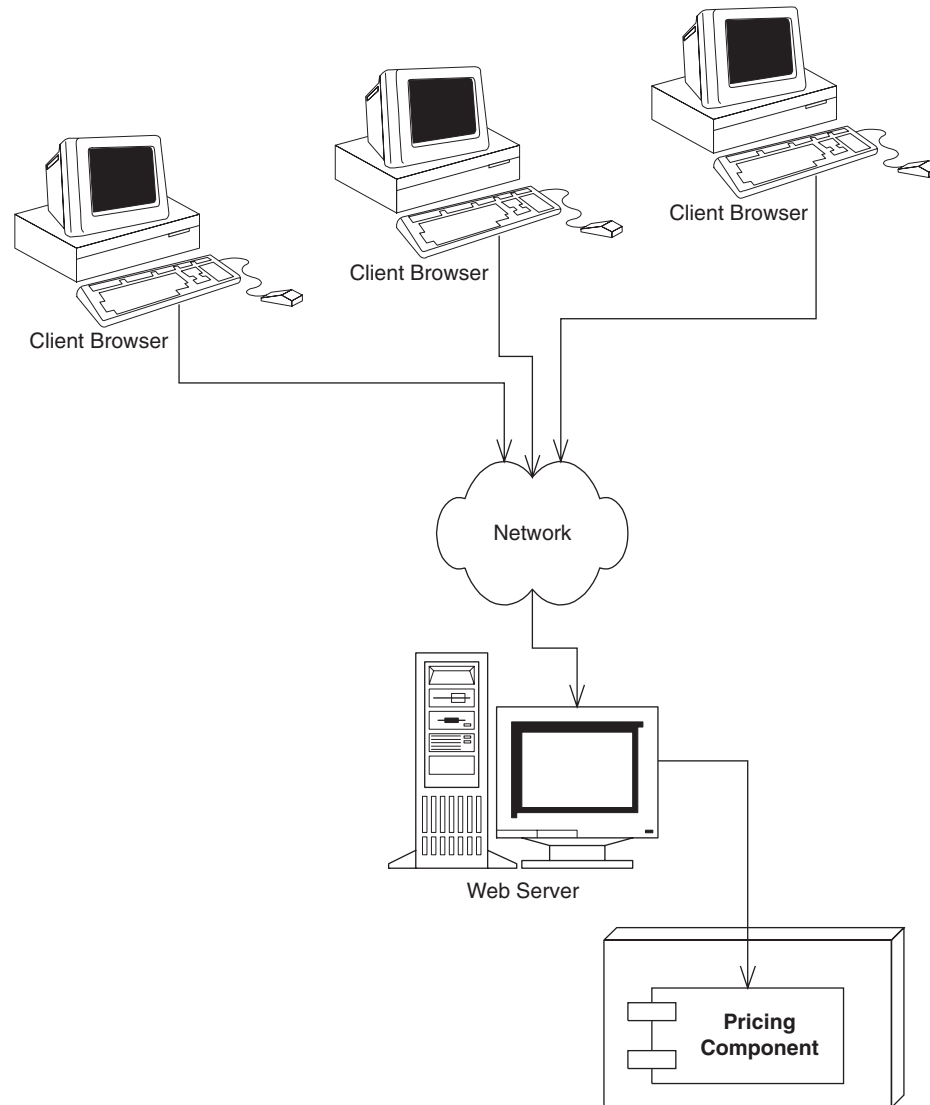 Client Browser
Client Browser
Client Browser
Network
Web Server
Pricing
Component